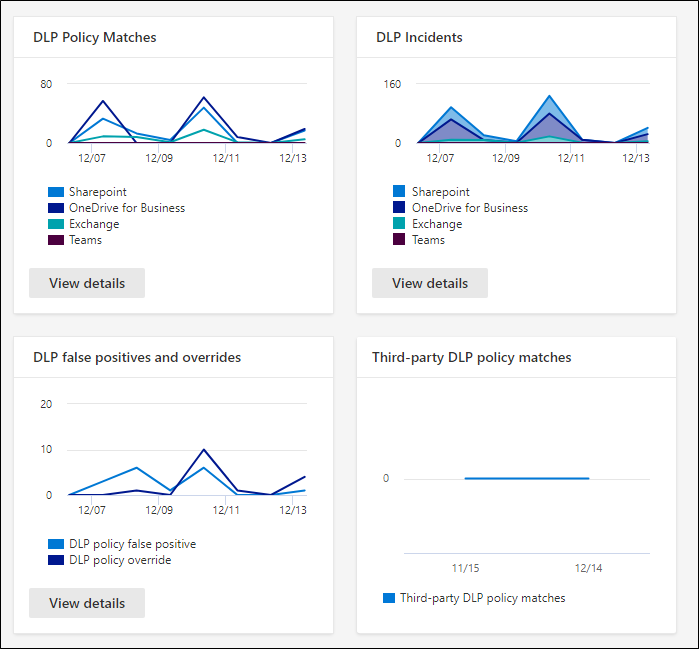 DLP Policy Matches
80
0
12/07 12/09 12/11 12/13
Sharepoint
OneDrive for Business
Exchange
Teams
View details
DLP Incidents
160
0
12/07 12/09 12/11 12/13
Sharepoint
OneDrive for Business
Exchange
Teams
View details
DLP false positives and overrides
20
10
0
12/07 12/09 12/11 12/13
DLP policy false positive
DLP policy override
View details
Third-party DLP policy matches
0
11/15 12/14
Third-party DLP policy matches